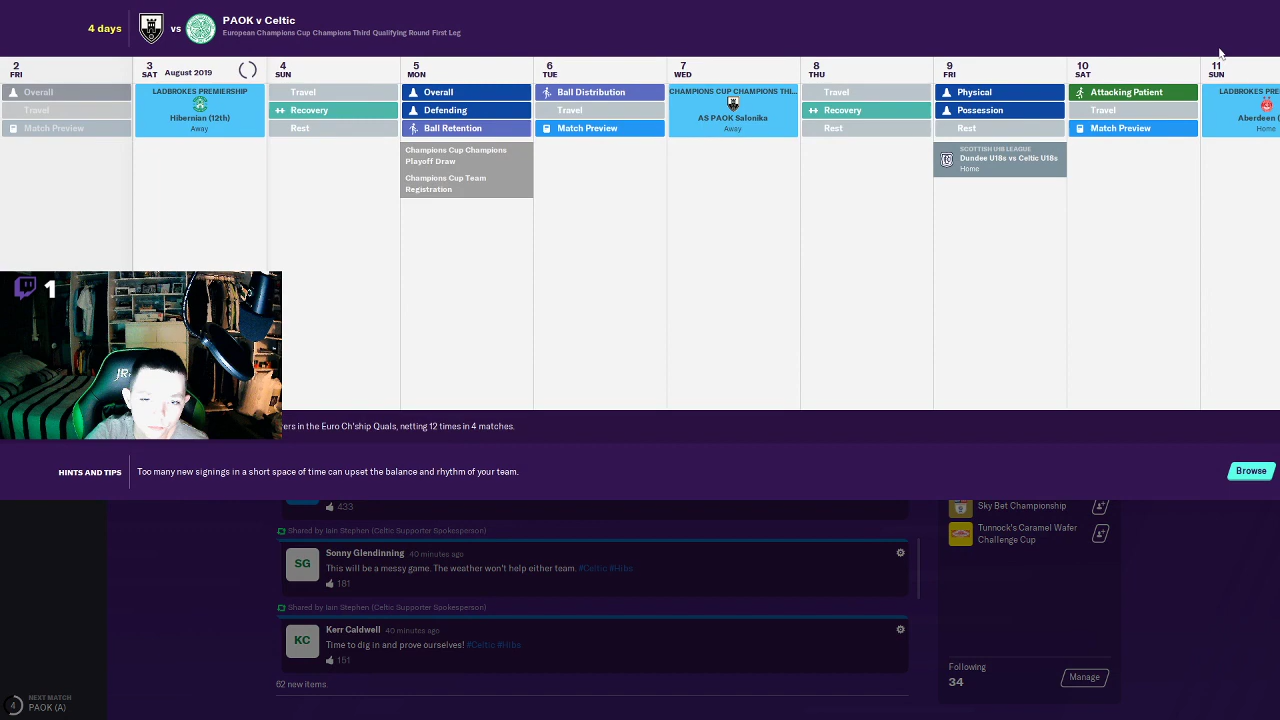 4 days
vs
PAOK v Celtic
European Champions Cup Champions Third Qualifying Round First Leg
2
FRI
3
SAT
August 2019
4
SUN
5
MON
6
TUE
7
WED
8
THU
9
FRI
10
SAT
11
SUN
Overall
Travel
Match Preview
LADBROKES PREMIERSHIP
Hibernian (12th)
Away
Travel
Recovery
Rest
Overall
Defending
Ball Retention
Champions Cup Champions
Playoff Draw
Champions Cup Team
Registration
Ball Distribution
Travel
Match Preview
CHAMPIONS CUP CHAMPIONS THI...
AS PAOK Salonika
Away
Travel
Recovery
Rest
Physical
Possession
Rest
SCOTTISH U18 LEAGUE
Dundee U18s vs Celtic U18s
Home
Attacking Patient
Travel
Match Preview
LADBROKES PRE
Aberdeen (
Home
1
ers in the Euro Ch'ship Quals, netting 12 times in 4 matches.
HINTS AND TIPS
Too many new signings in a short space of time can upset the balance and rhythm of your team.
Browse
433
Shared by Iain Stephen (Celtic Supporter Spokesperson)
SG
Sonny Glendinning 40 minutes ago
This will be a messy game. The weather won't help either team. #Celtic #Hibs
181
Shared by Iain Stephen (Celtic Supporter Spokesperson)
KC
Kerr Caldwell 40 minutes ago
Time to dig in and prove ourselves! #Celtic #Hibs
151
62 new items.
Sky Bet Championship
Tunnock's Caramel Wafer
Challenge Cup
Following
34
Manage
4
NEXT MATCH
PAOK (A)